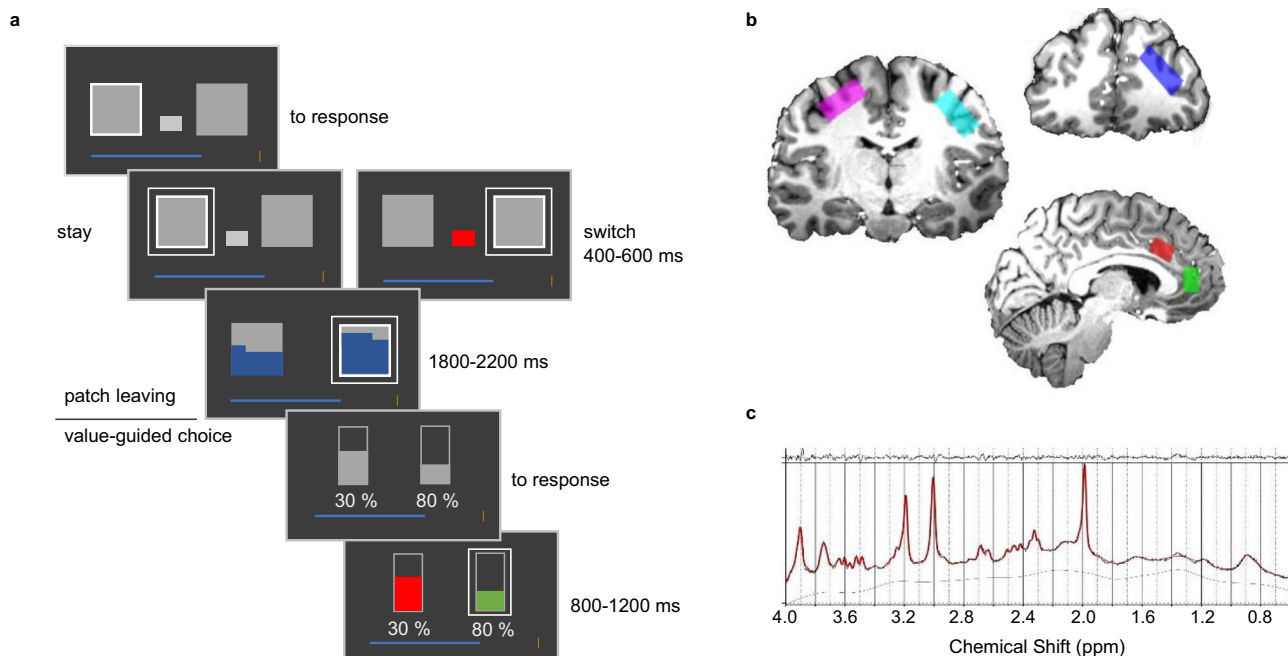 a
to response
stay
switch
400-600 ms
1800-2200 ms
patch leaving
value-guided choice
30 % 80 %
to response
30 % 80 %
800-1200 ms
b
c
4.0 3.6 3.2 2.8 2.4 2.0 1.6 1.2 0.8
Chemical Shift (ppm)